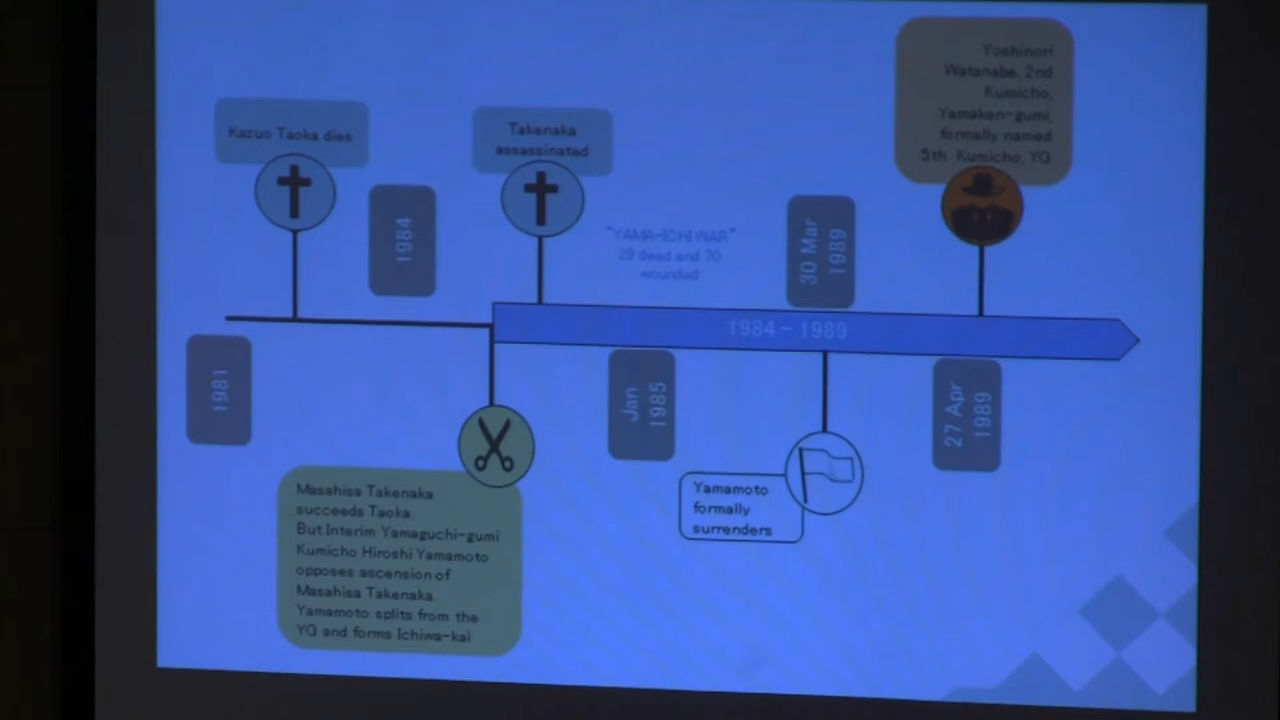 Kazuo Taoka dies
1981
1984
Masahisa Takenaka
succeeds Taoka.
But Interim Yamaguchi-gumi
Kumicho Hiroshi Yamamoto
opposes ascension of
Masahisa Takenaka.
Yamamoto splits from the
YG and forms Ichiwa-kai
Takenaka
assassinated
Jan
1985
"YAMA-ICHI WAR"
29 dead and 70
wounded
1984 - 1989
30 Mar
1989
Yamamoto
formally
surrenders
Yoshinori
Watanabe, 2nd
Kumicho,
Yamaken-gumi,
formally named
5th Kumicho, YG
27 Apr
1989